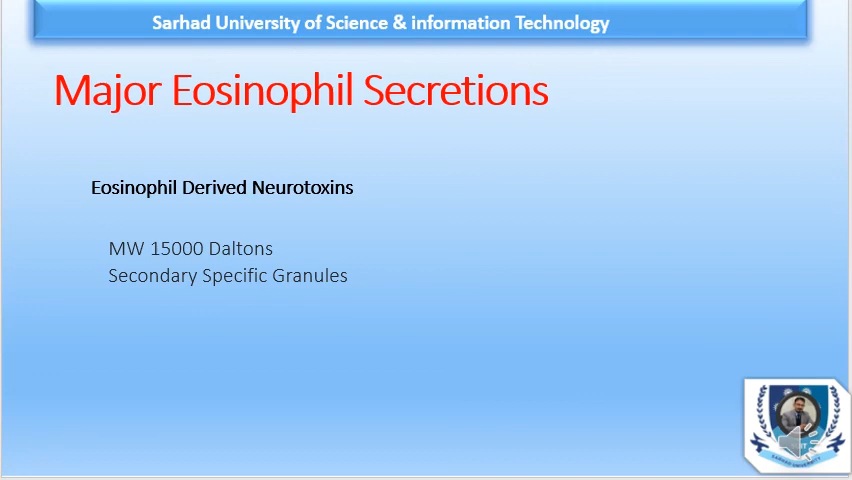 Sarhad University of Science & information Technology
Major Eosinophil Secretions
Eosinophil Derived Neurotoxins
MW 15000 Daltons
Secondary Specific Granules